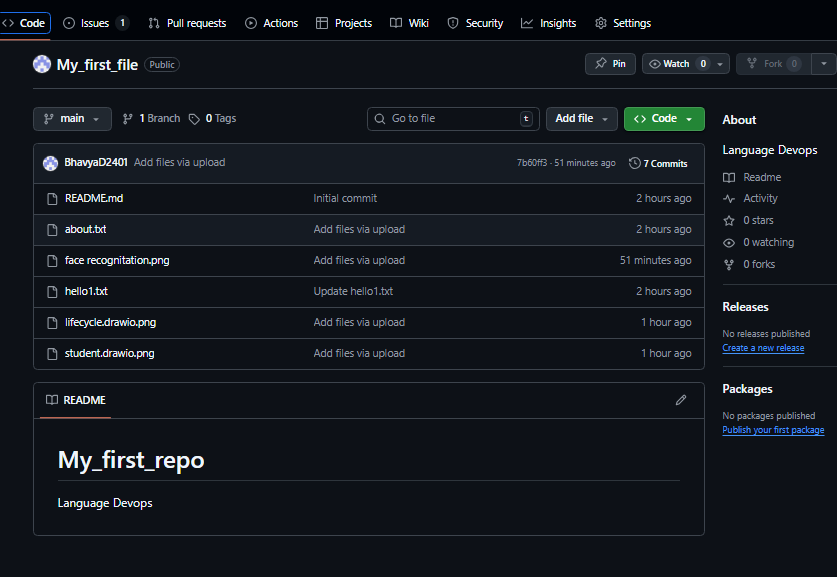 Code Issues 1 Pull requests Actions Projects Wiki Security Insights Settings
My_first_file Public Pin Watch 0 Fork 0
main 1 Branch 0 Tags Go to file t Add file Code
BhavyaD2401 Add files via upload 7b60ff3 · 51 minutes ago 7 Commits
README.md Initial commit 2 hours ago
about.txt Add files via upload 2 hours ago
face recognitation.png Add files via upload 51 minutes ago
hello1.txt Update hello1.txt 2 hours ago
lifecycle.drawio.png Add files via upload 1 hour ago
student.drawio.png Add files via upload 1 hour ago
README
My_first_repo
Language Devops
About
Language Devops
Readme
Activity
0 stars
0 watching
0 forks
Releases
No releases published
Create a new release
Packages
No packages published
Publish your first package